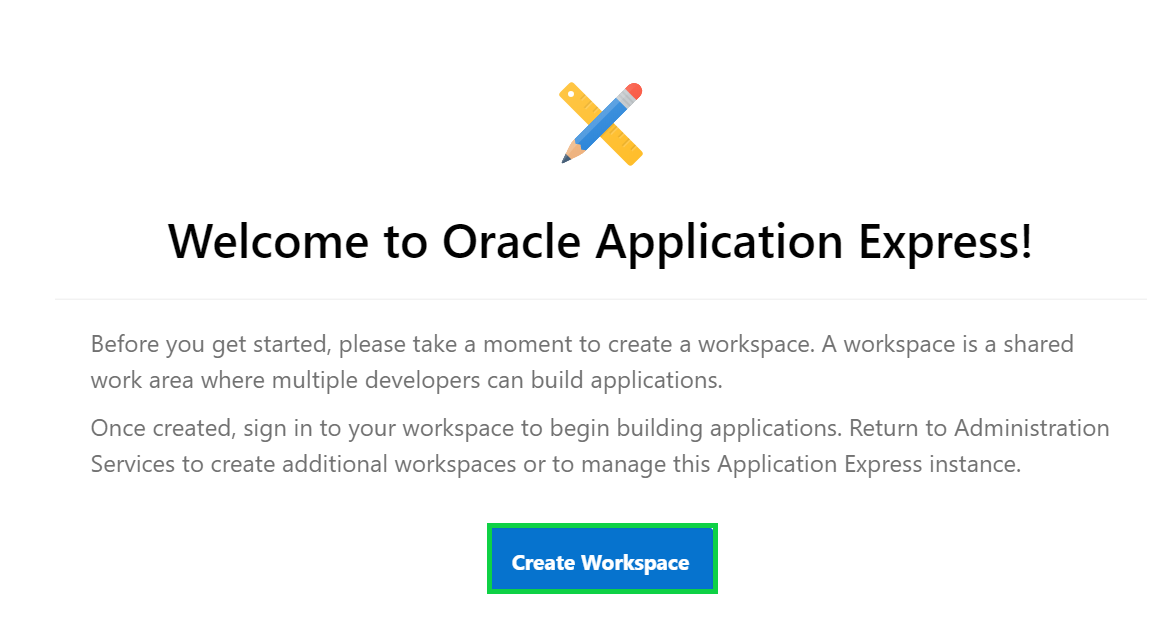 Welcome to Oracle Application Express!
Before you get started, please take a moment to create a workspace. A workspace is a shared
work area where multiple developers can build applications.
Once created, sign in to your workspace to begin building applications. Return to Administration
Services to create additional workspaces or to manage this Application Express instance.
Create Workspace